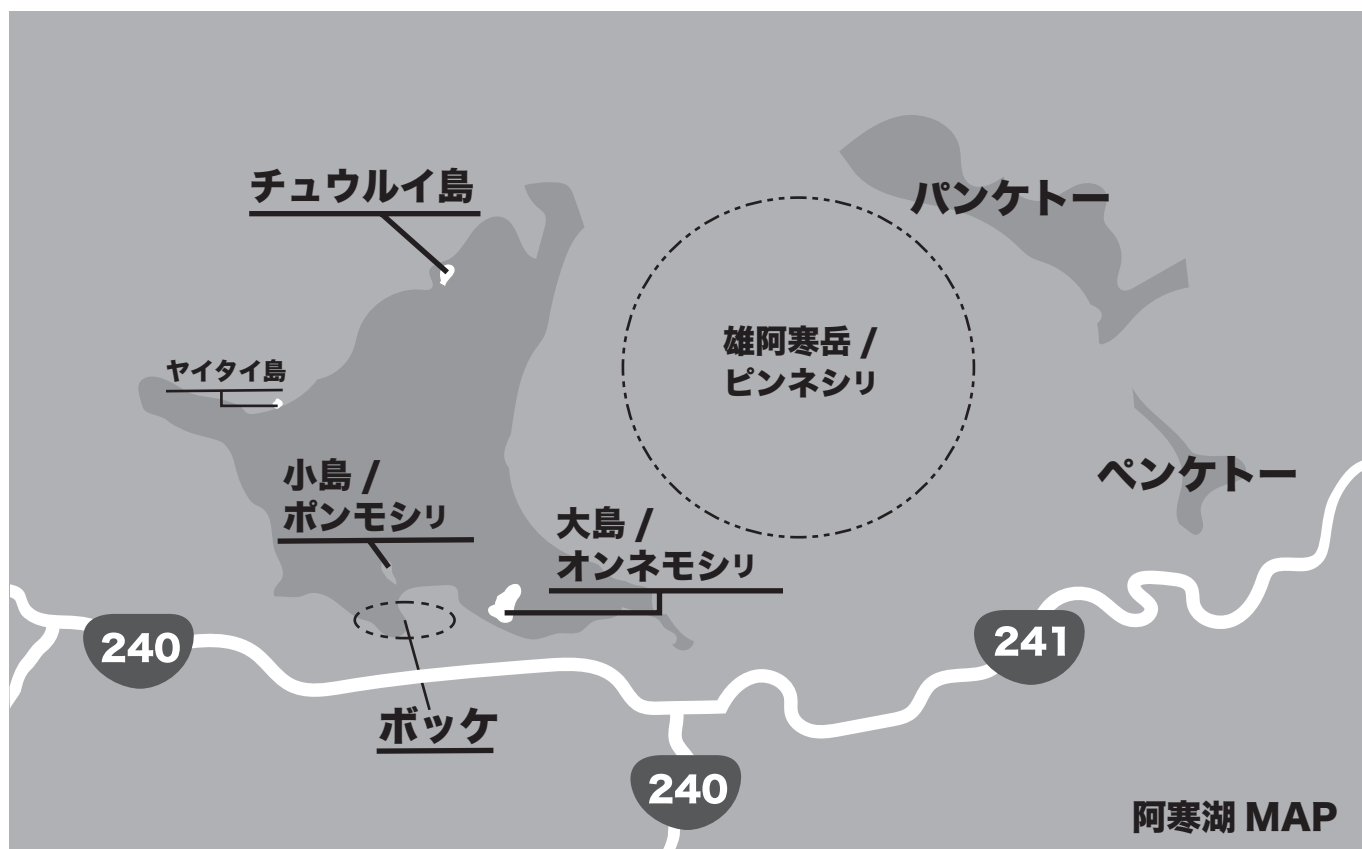 チュウルイ島
パンケトー
雄阿寒岳 /
ピンネシリ
ヤイタイ島
小島 /
ポンモシリ
大島 /
オンネモシリ
ペンケトー
240
241
ボッケ
240
阿寒湖 MAP